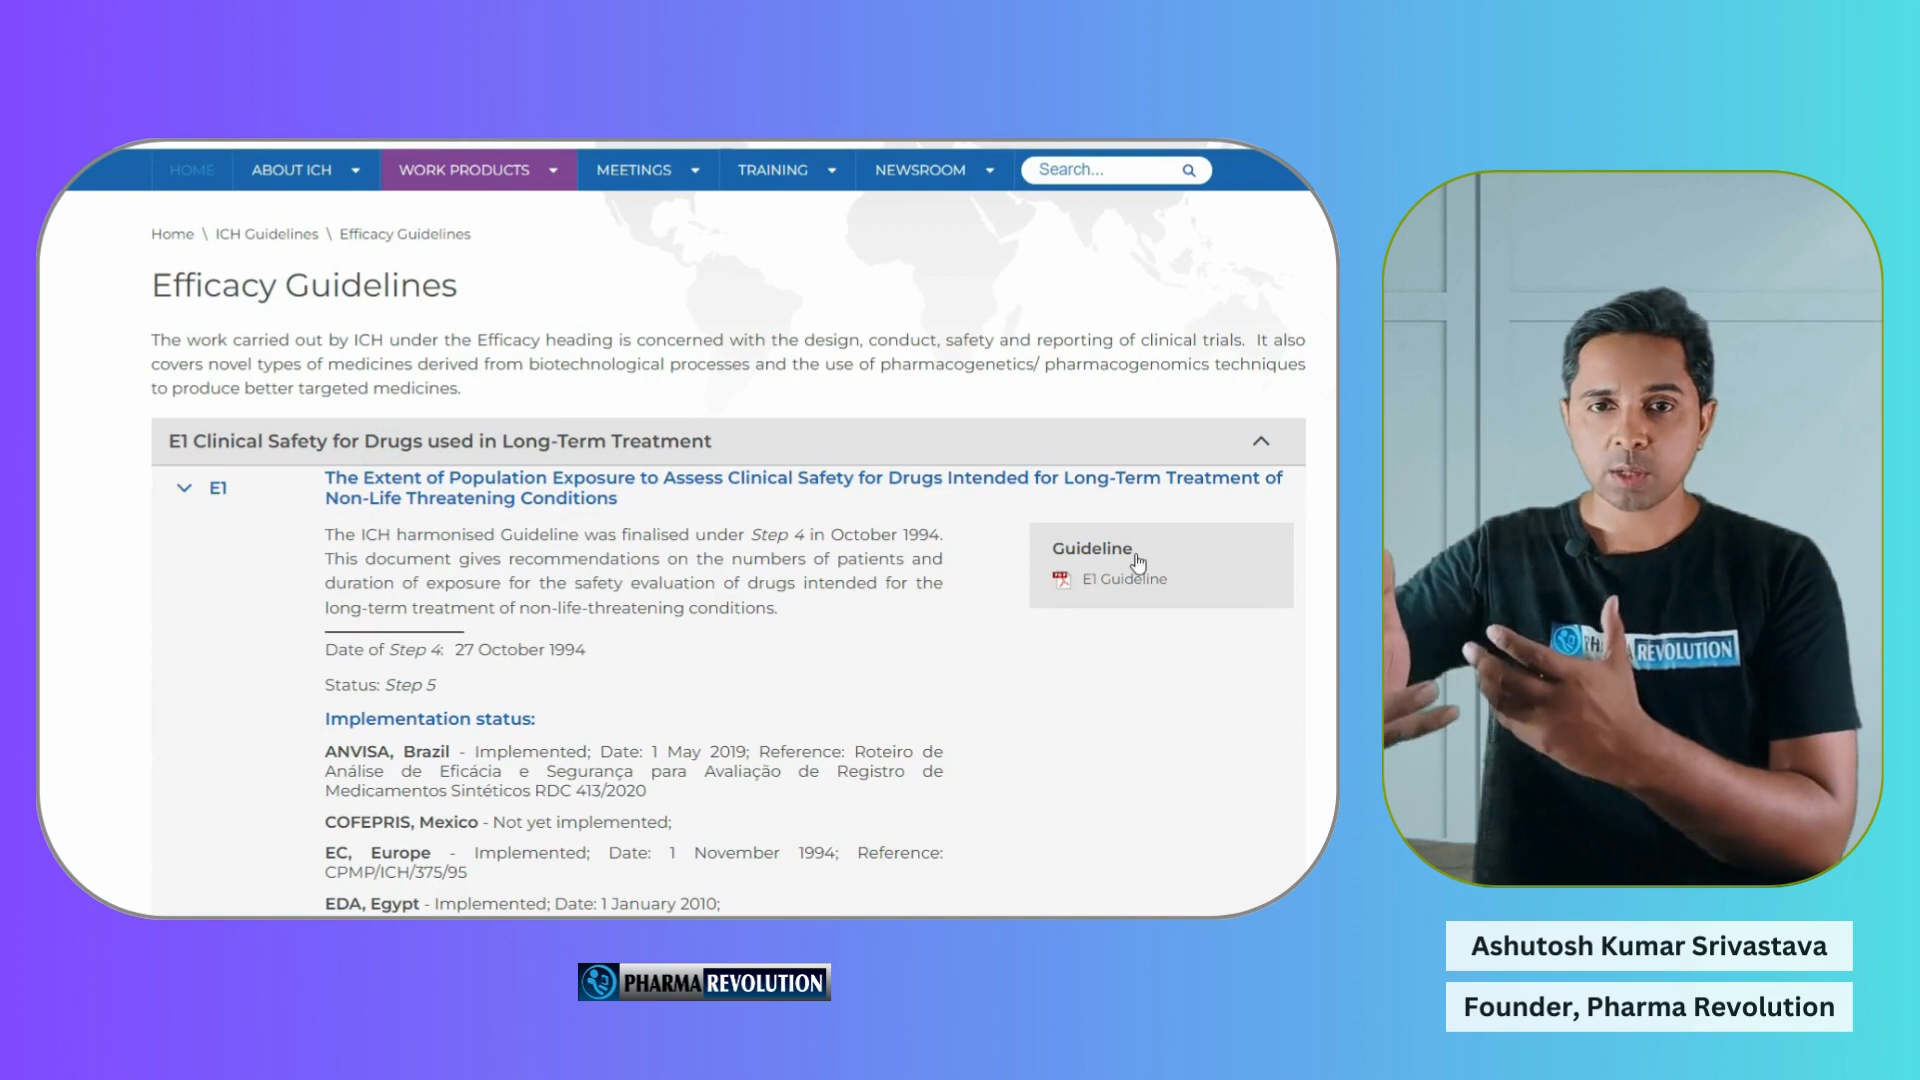 HOME
ABOUT ICH
WORK PRODUCTS
MEETINGS
TRAINING
NEWSROOM
Search...
Home \ ICH Guidelines \ Efficacy Guidelines
Efficacy Guidelines
The work carried out by ICH under the Efficacy heading is concerned with the design, conduct, safety and reporting of clinical trials. It also
covers novel types of medicines derived from biotechnological processes and the use of pharmacogenetics/ pharmacogenomics techniques
to produce better targeted medicines.
E1 Clinical Safety for Drugs used in Long-Term Treatment
E1
The Extent of Population Exposure to Assess Clinical Safety for Drugs Intended for Long-Term Treatment of
Non-Life Threatening Conditions
The ICH harmonised Guideline was finalised under Step 4 in October 1994.
This document gives recommendations on the numbers of patients and
duration of exposure for the safety evaluation of drugs intended for the
long-term treatment of non-life-threatening conditions.
Date of Step 4: 27 October 1994
Status: Step 5
Implementation status:
ANVISA, Brazil - Implemented; Date: 1 May 2019; Reference: Roteiro de
Análise de Eficácia e Segurança para Avaliação de Registro de
Medicamentos Sintéticos RDC 413/2020
COFEPRIS, Mexico - Not yet implemented;
EC, Europe - Implemented; Date: 1 November 1994; Reference:
CPMP/ICH/375/95
EDA, Egypt - Implemented; Date: 1 January 2010;
Guideline
PDF
E1 Guideline
REVOLUTION
Ashutosh Kumar Srivastava
Founder, Pharma Revolution
PHARMA REVOLUTION